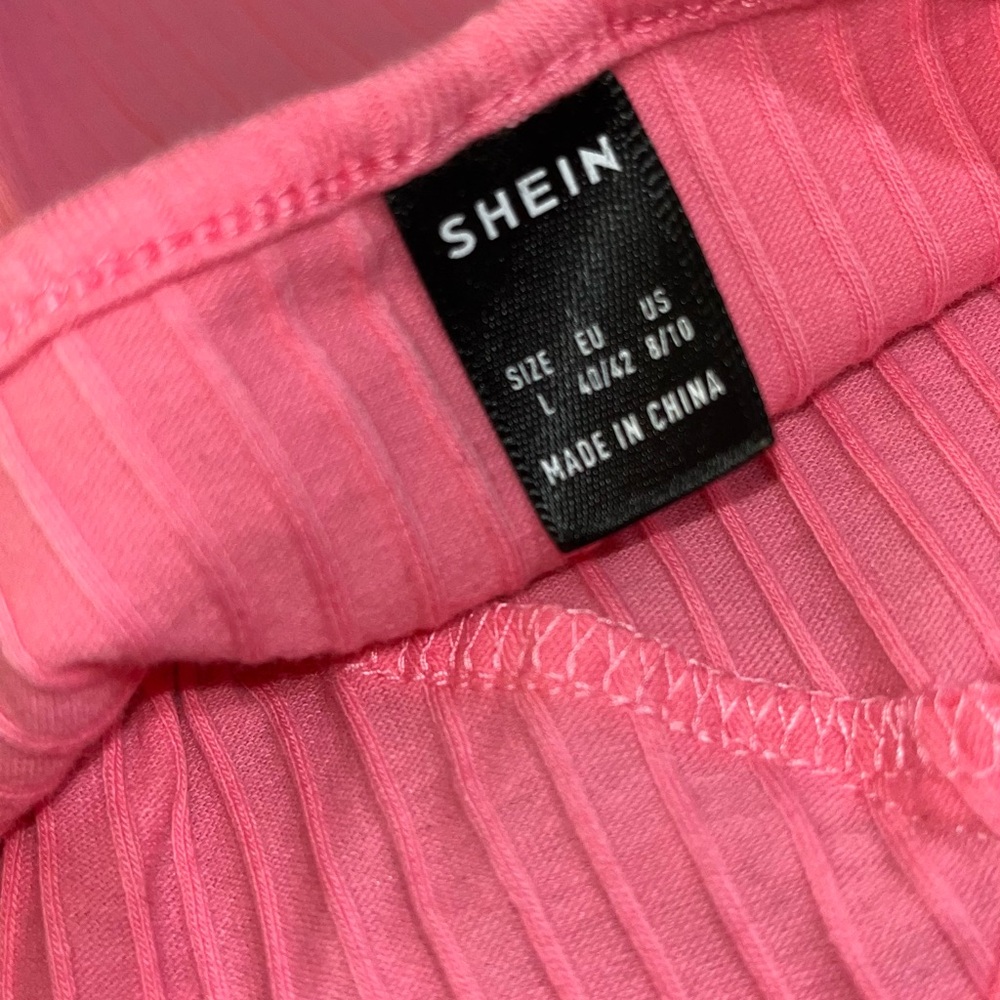 SHEIN
SIZE EU US
L 40/42 8/10
MADE IN CHINA